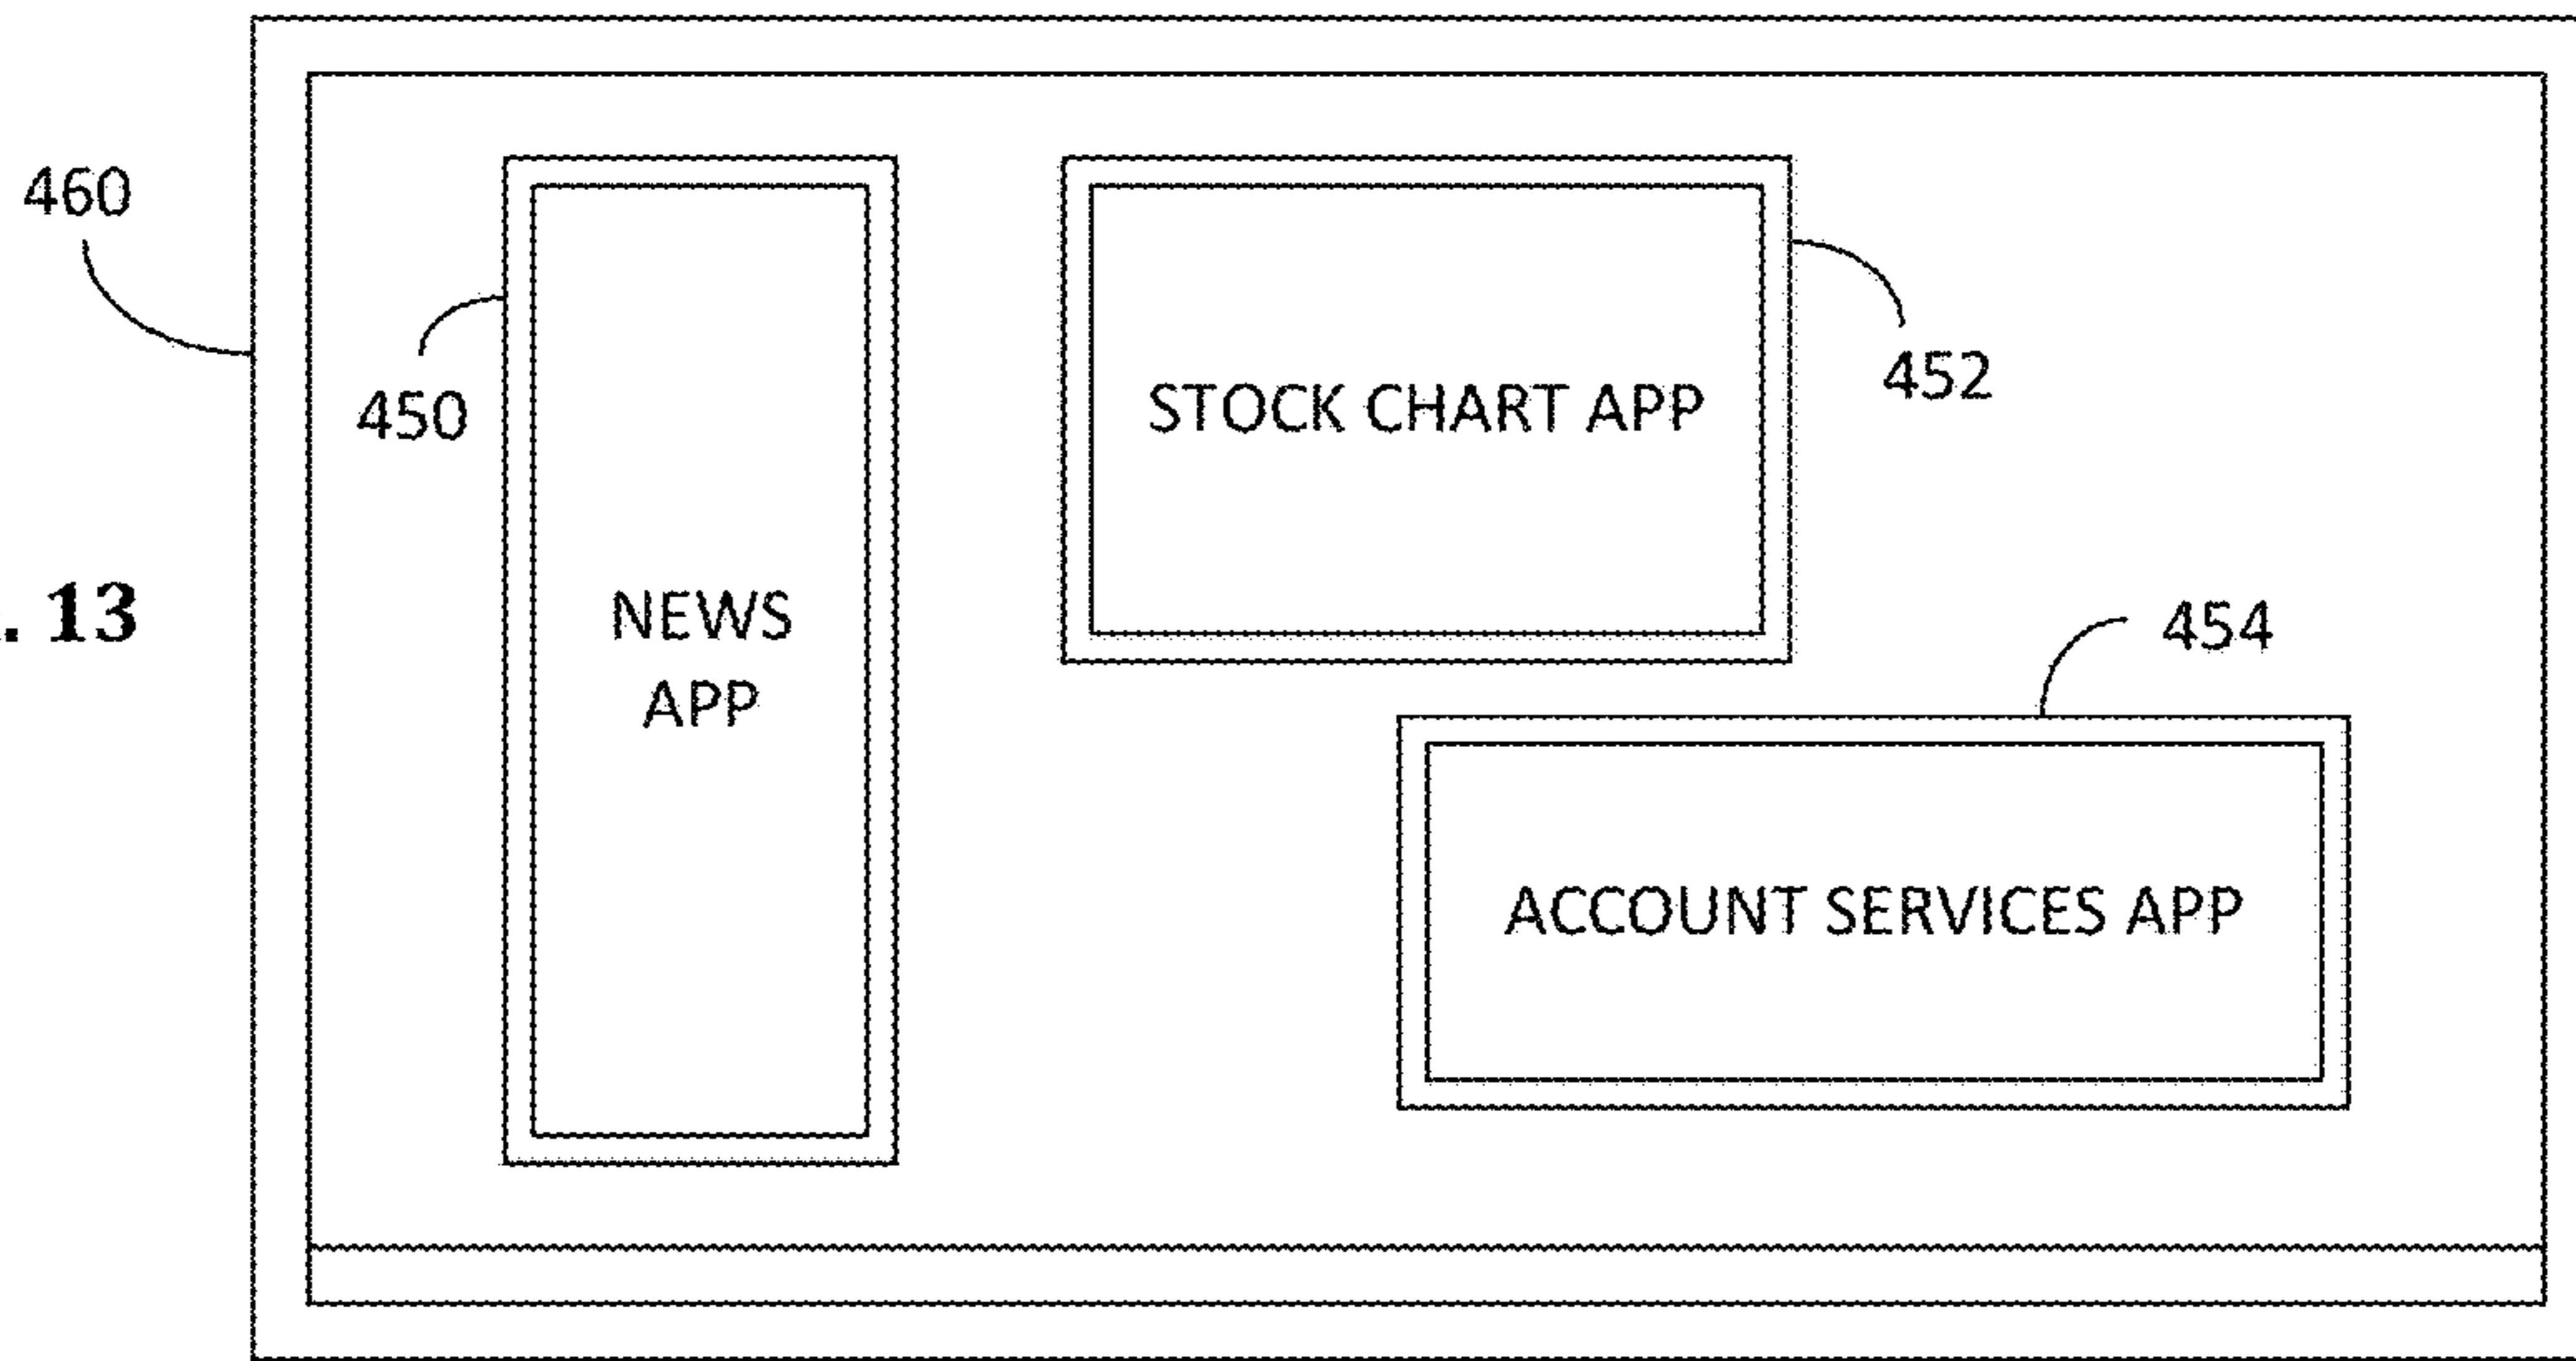 460
450
452
STOCK CHART APP
. 13
NEWS
APP
454
ACCOUNT SERVICES APP